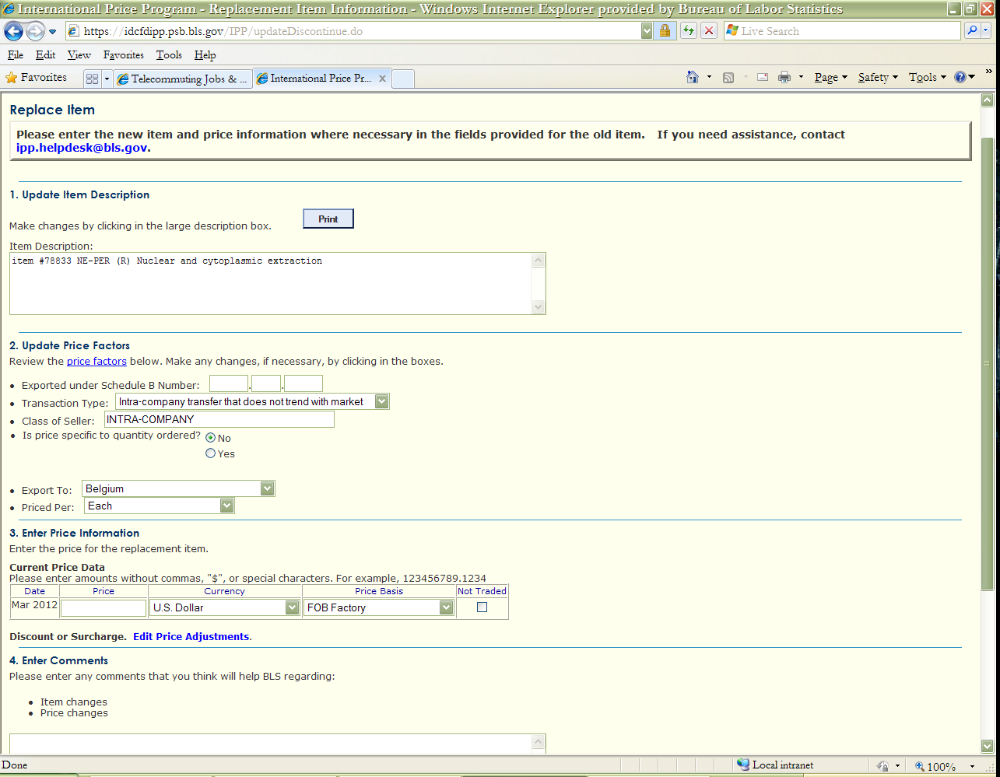 International Price Program - Replacement Item Information - Windows Internet Explorer provided by Bureau of Labor Statistics
https://idcfdipp.psb.bls.gov/IPP/updateDiscontinue.do
Live Search
File Edit View Favorites Tools Help
Favorites
Telecommuting Jobs & ...
International Price Pr... x
Page Safety Tools »
Replace Item
Please enter the new item and price information where necessary in the fields provided for the old item. If you need assistance, contact
ipp.helpdesk@bls.gov.
1. Update Item Description
Make changes by clicking in the large description box.
Print
Item Description:
item #78833 NE-PER (R) Nuclear and cytoplasmic extraction
2. Update Price Factors
Review the price factors below. Make any changes, if necessary, by clicking in the boxes.
• Exported under Schedule B Number: . .
• Transaction Type: Intra-company transfer that does not trend with market
• Class of Seller: INTRA-COMPANY
• Is price specific to quantity ordered? No
Yes
• Export To: Belgium
• Priced Per: Each
3. Enter Price Information
Enter the price for the replacement item.
Current Price Data
Please enter amounts without commas, "$", or special characters. For example, 123456789.1234
Date Price Currency Price Basis Not Traded
Mar 2012 U.S. Dollar FOB Factory
Discount or Surcharge. Edit Price Adjustments.
4. Enter Comments
Please enter any comments that you think will help BLS regarding:
• Item changes
• Price changes
Done
Local intranet
100%